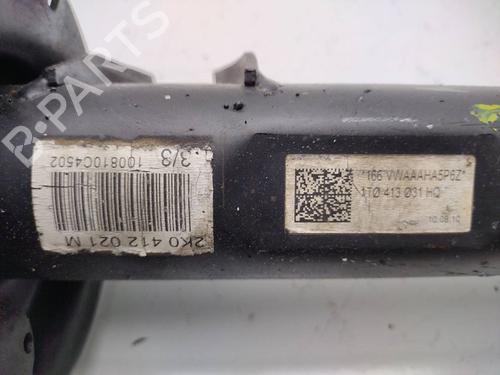 B-PARTS
3/3
100810C4502
2K0 412 021 M
*166 VWAAAHA5P6Z*
1T0 413 031 HQ
10.08.10